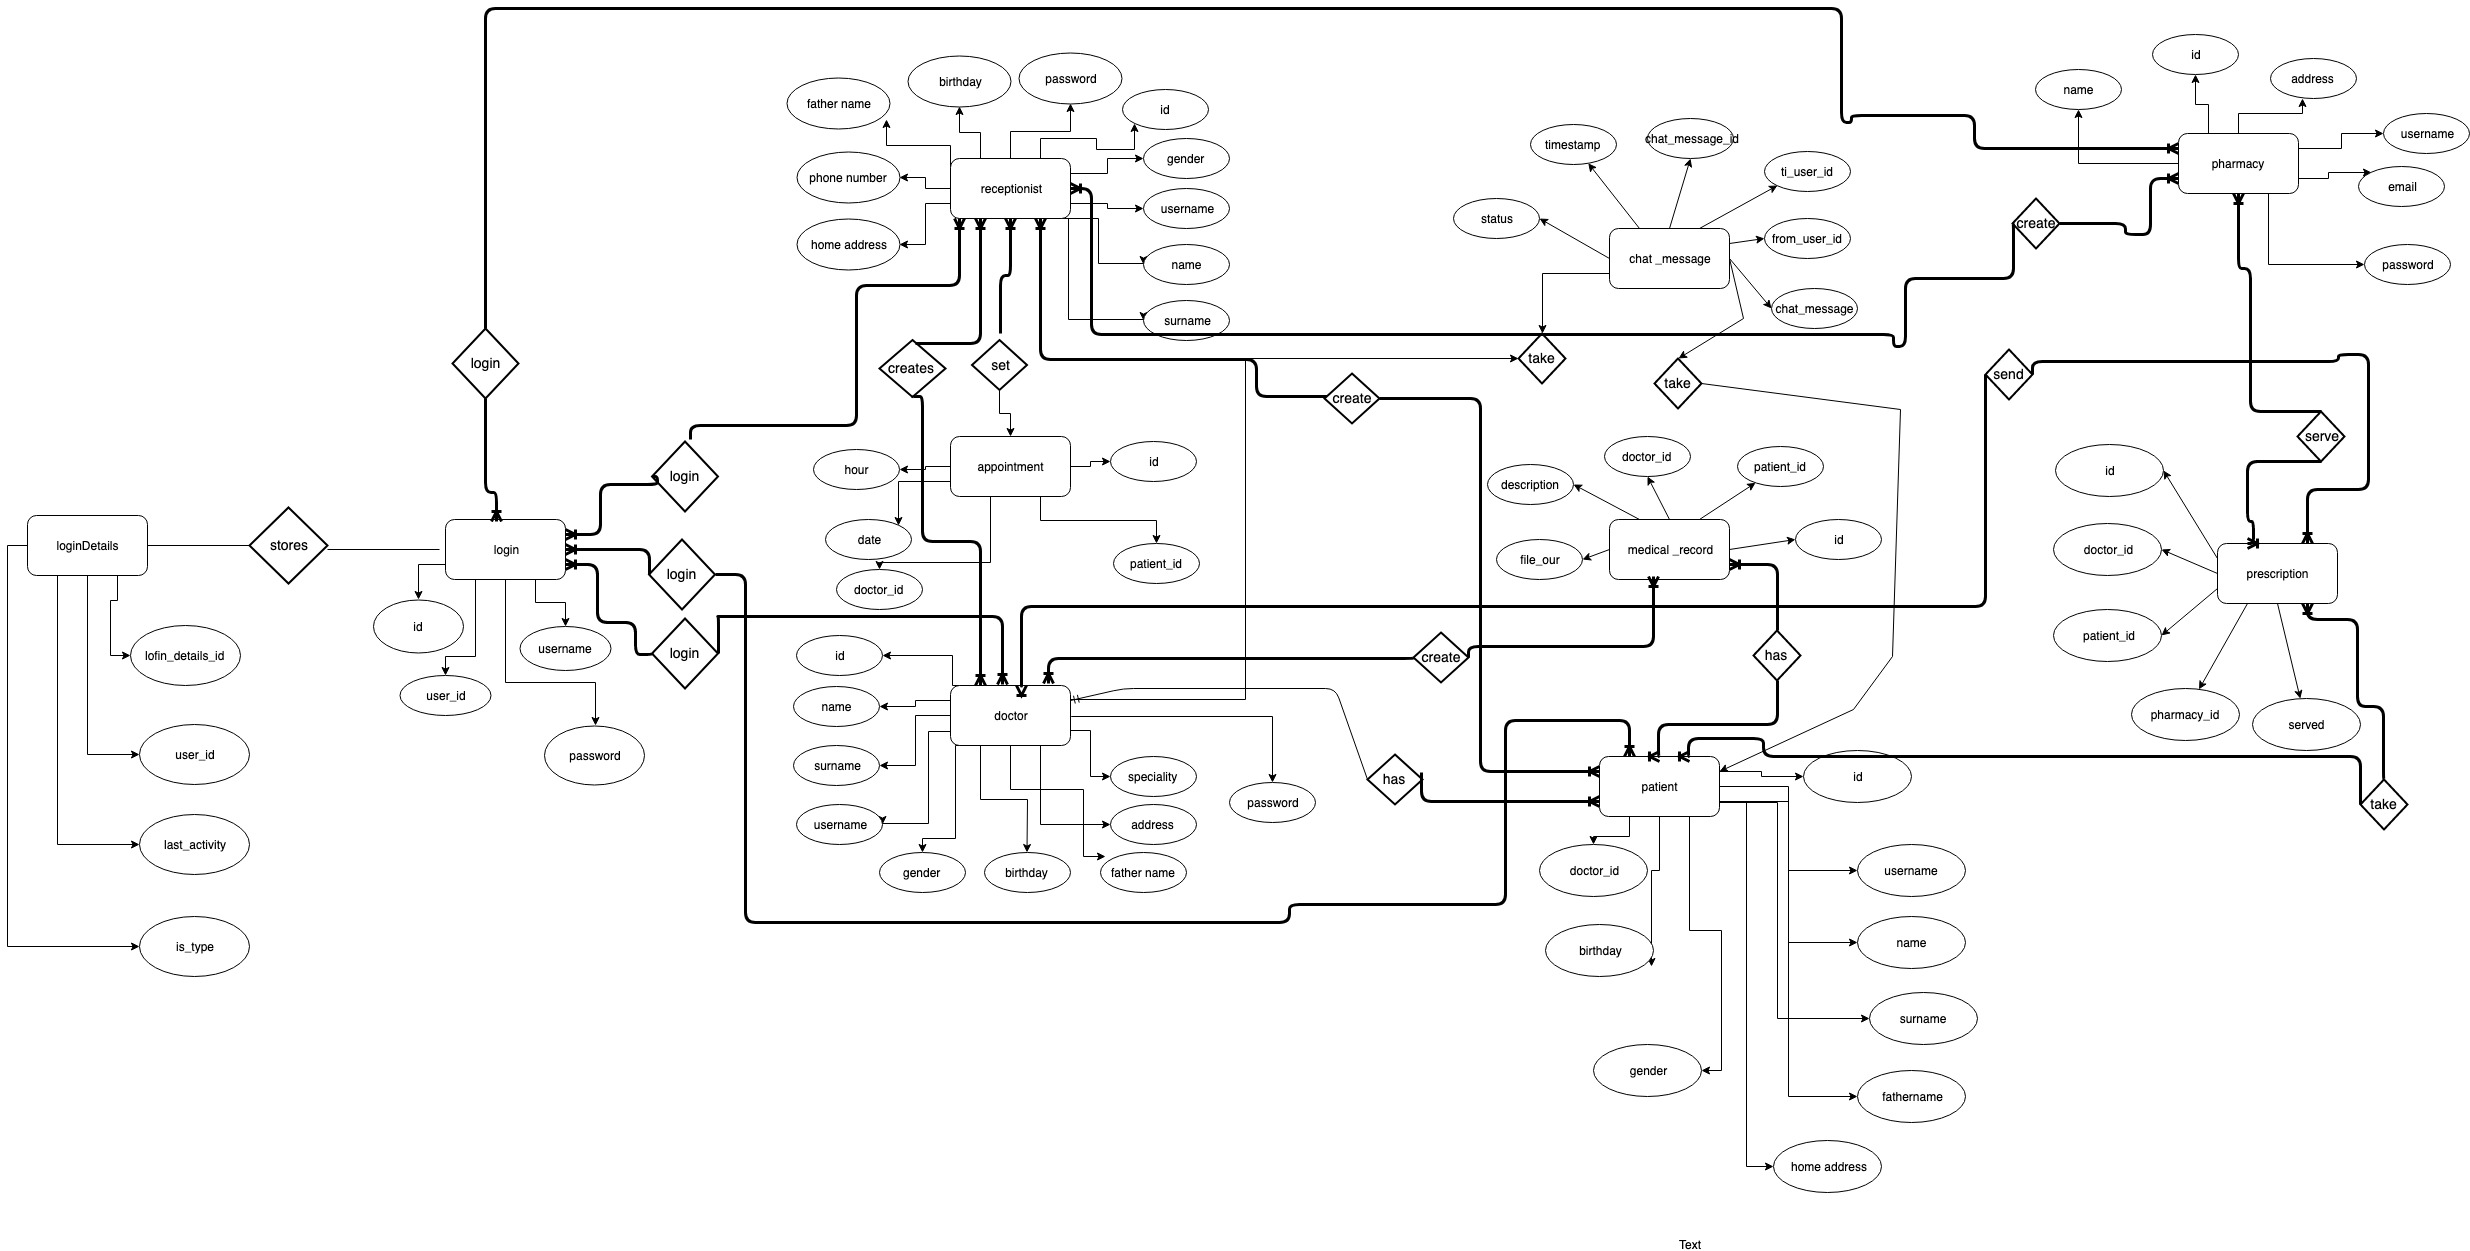 id
birthday
password
address
name
father name
id
username
chat_message_id
timestamp
gender
pharmacy
ti_user_id
phone number
receptionist
email
username
status
create
from_user_id
home address
chat _message
name
password
chat_message
surname
take
login
creates
set
send
take
create
serve
doctor_id
id
patient_id
appointment
hour
id
login
description
date
id
loginDetails
stores
login
medical _record
doctor_id
file_our
patient_id
login
prescription
doctor_id
id
patient_id
username
login
id
create
has
lofin_details_id
user_id
name
doctor
pharmacy_id
served
user_id
password
surname
speciality
id
has
patient
password
take
username
address
last_activity
gender
birthday
father name
doctor_id
username
is_type
birthday
name
surname
gender
fathername
home address
Text